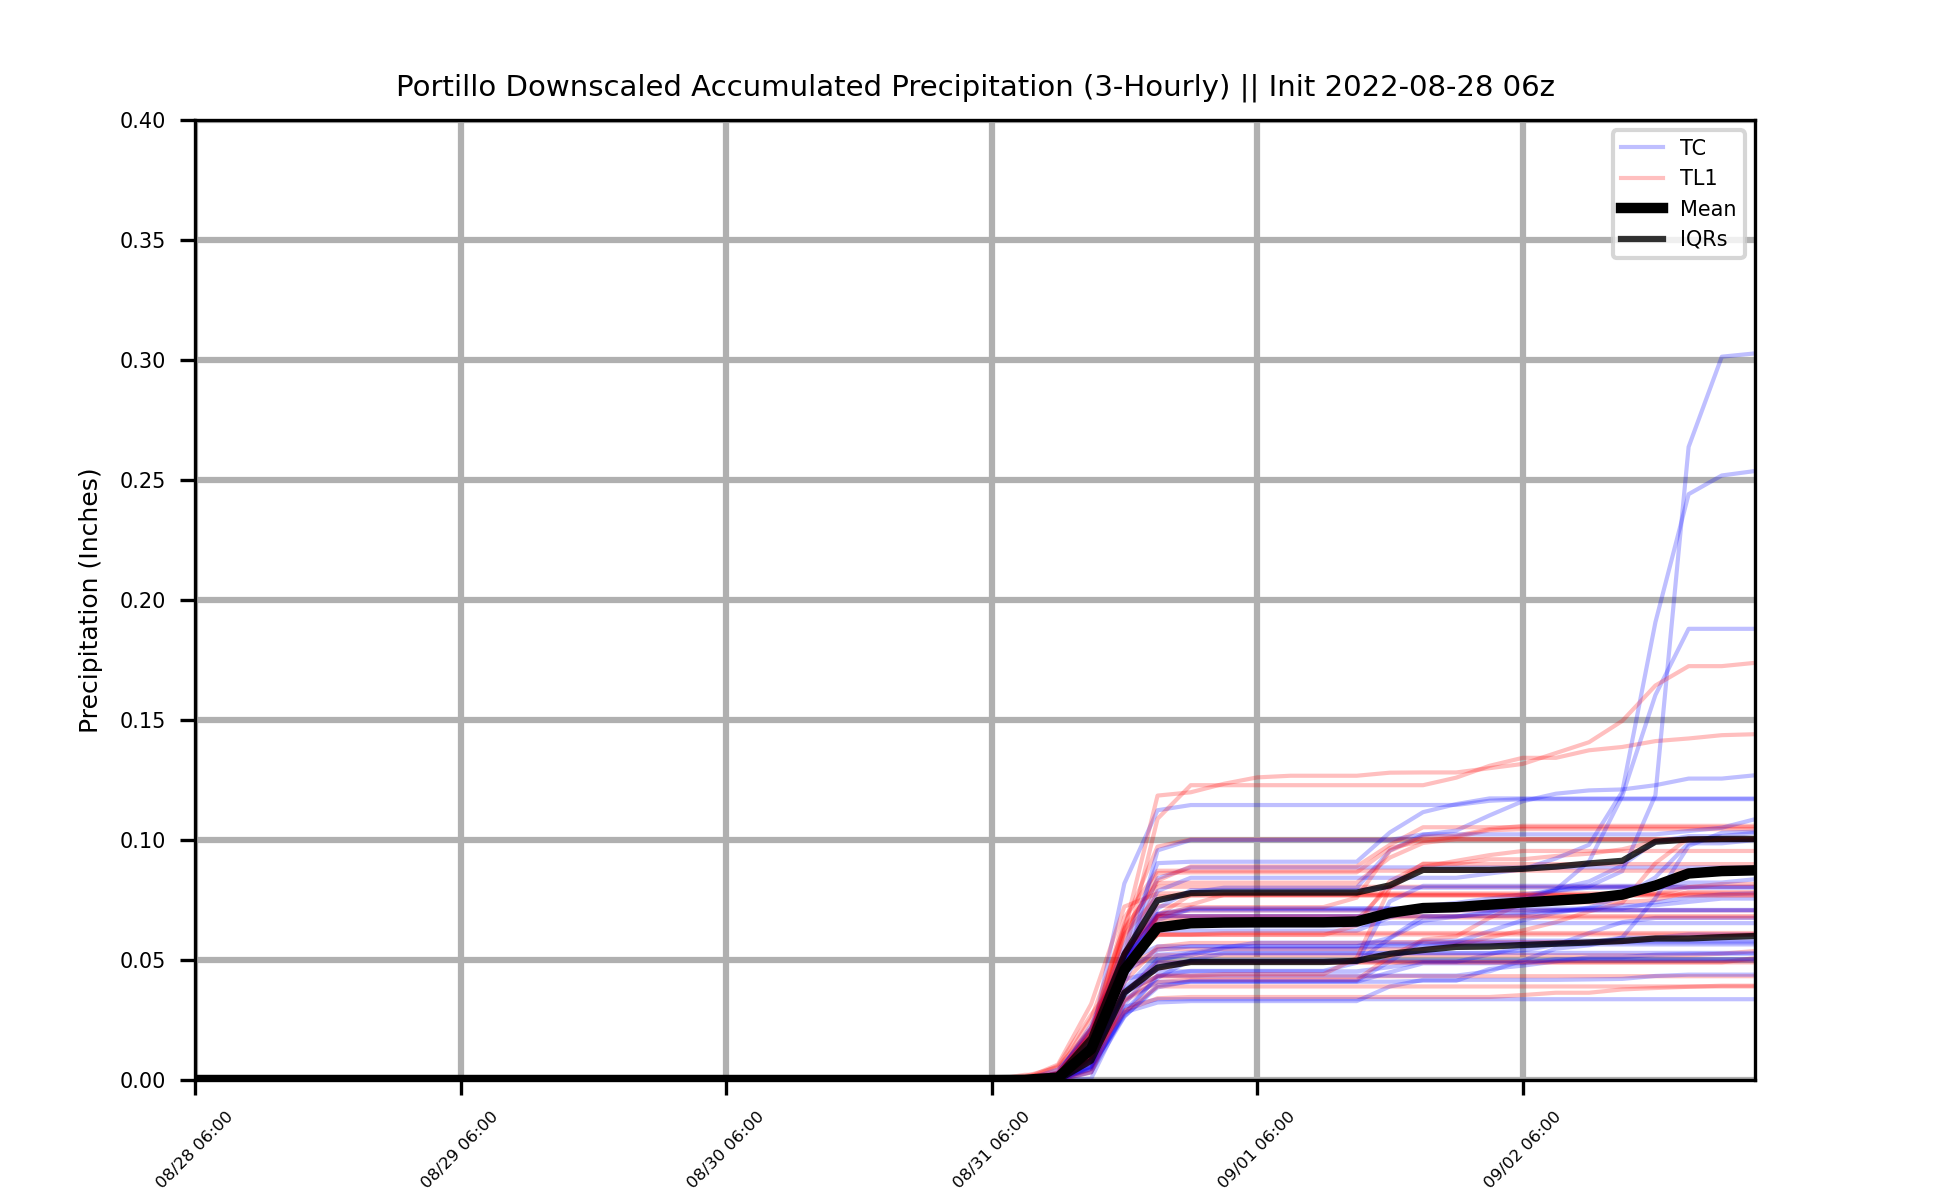 Portillo Downscaled Accumulated Precipitation (3-Hourly) || Init 2022-08-28 06z
TC
TL1
Mean
IQRs
Precipitation (Inches)
0.40
0.35
0.30
0.25
0.20
0.15
0.10
0.05
0.00
08/28 06:00
08/29 06:00
08/30 06:00
08/31 06:00
09/01 06:00
09/02 06:00